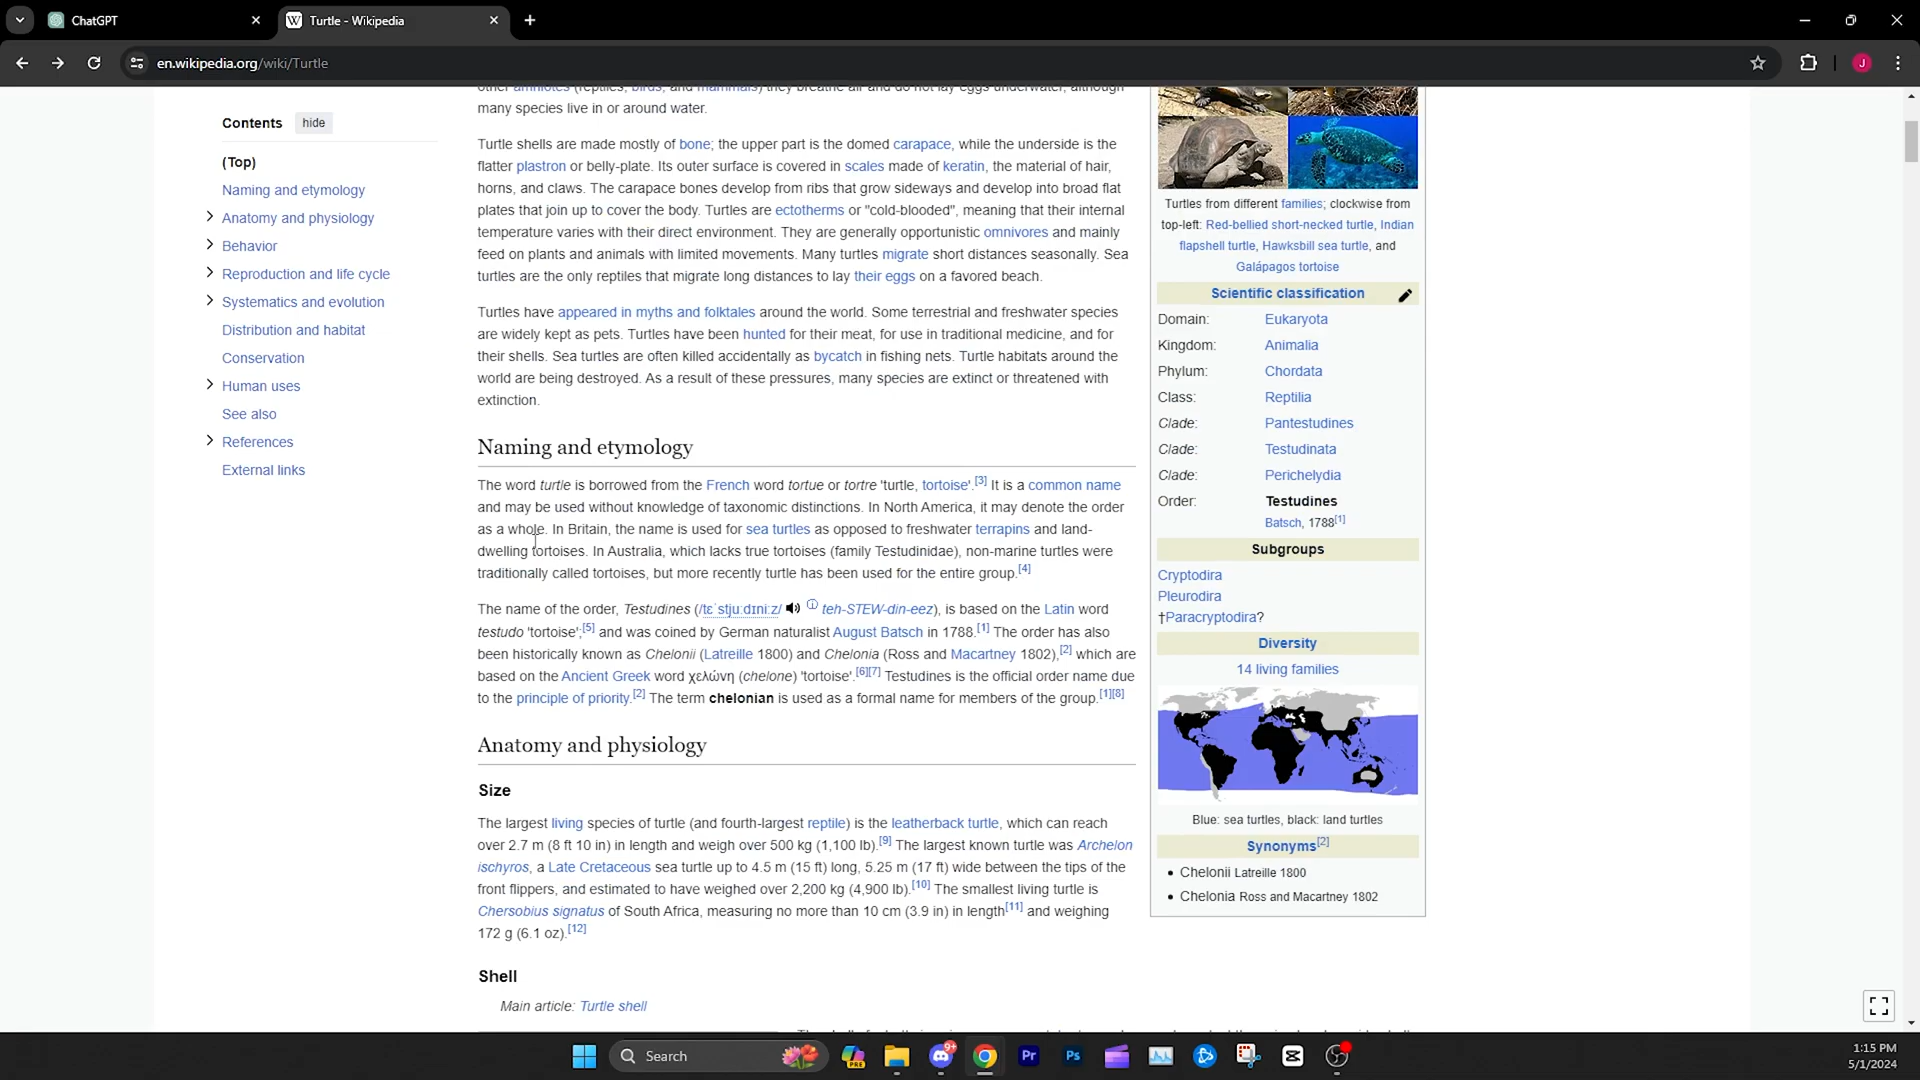 ChatGPT
Turtle - Wikipedia
en.wikipedia.org/wiki/Turtle
J
Contents hide
(Top)
Naming and etymology
Anatomy and physiology
Behavior
Reproduction and life cycle
Systematics and evolution
Distribution and habitat
Conservation
Human uses
See also
References
External links
other amniotes (reptiles, birds, and mammals) they breathe air and do not lay eggs underwater, although
many species live in or around water.
Turtle shells are made mostly of bone; the upper part is the domed carapace, while the underside is the
flatter plastron or belly-plate. Its outer surface is covered in scales made of keratin, the material of hair,
horns, and claws. The carapace bones develop from ribs that grow sideways and develop into broad flat
plates that join up to cover the body. Turtles are ectotherms or "cold-blooded", meaning that their internal
temperature varies with their direct environment. They are generally opportunistic omnivores and mainly
feed on plants and animals with limited movements. Many turtles migrate short distances seasonally. Sea
turtles are the only reptiles that migrate long distances to lay their eggs on a favored beach.
Turtles have appeared in myths and folktales around the world. Some terrestrial and freshwater species
are widely kept as pets. Turtles have been hunted for their meat, for use in traditional medicine, and for
their shells. Sea turtles are often killed accidentally as bycatch in fishing nets. Turtle habitats around the
world are being destroyed. As a result of these pressures, many species are extinct or threatened with
extinction.
Naming and etymology
The word turtle is borrowed from the French word tortue or tortre 'turtle, tortoise'.[3] It is a common name
and may be used without knowledge of taxonomic distinctions. In North America, it may denote the order
as a whole. In Britain, the name is used for sea turtles as opposed to freshwater terrapins and land-
dwelling tortoises. In Australia, which lacks true tortoises (family Testudinidae), non-marine turtles were
traditionally called tortoises, but more recently turtle has been used for the entire group.[4]
The name of the order, Testudines (/tɛˈstjuːdɪniːz/ ⓘ teh-STEW-din-eez), is based on the Latin word
testudo 'tortoise';[5] and was coined by German naturalist August Batsch in 1788.[1] The order has also
been historically known as Chelonii (Latreille 1800) and Chelonia (Ross and Macartney 1802),[2] which are
based on the Ancient Greek word χελώνη (chelone) 'tortoise'.[6][7] Testudines is the official order name due
to the principle of priority.[2] The term chelonian is used as a formal name for members of the group.[1][8]
Anatomy and physiology
Size
The largest living species of turtle (and fourth-largest reptile) is the leatherback turtle, which can reach
over 2.7 m (8 ft 10 in) in length and weigh over 500 kg (1,100 lb).[9] The largest known turtle was Archelon
ischyros, a Late Cretaceous sea turtle up to 4.5 m (15 ft) long, 5.25 m (17 ft) wide between the tips of the
front flippers, and estimated to have weighed over 2,200 kg (4,900 lb).[10] The smallest living turtle is
Chersobius signatus of South Africa, measuring no more than 10 cm (3.9 in) in length[11] and weighing
172 g (6.1 oz).[12]
Shell
Main article: Turtle shell
Turtles from different families; clockwise from
top-left: Red-bellied short-necked turtle, Indian
flapshell turtle, Hawksbill sea turtle, and
Galápagos tortoise
Scientific classification
Domain: Eukaryota
Kingdom: Animalia
Phylum: Chordata
Class: Reptilia
Clade: Pantestudines
Clade: Testudinata
Clade: Perichelydia
Order: Testudines
Batsch, 1788[1]
Subgroups
Cryptodira
Pleurodira
†Paracryptodira?
Diversity
14 living families
Blue: sea turtles, black: land turtles
Synonyms[2]
• Chelonii Latreille 1800
• Chelonia Ross and Macartney 1802
Search
PRE
9+
Pr
Ps
1:15 PM
5/1/2024